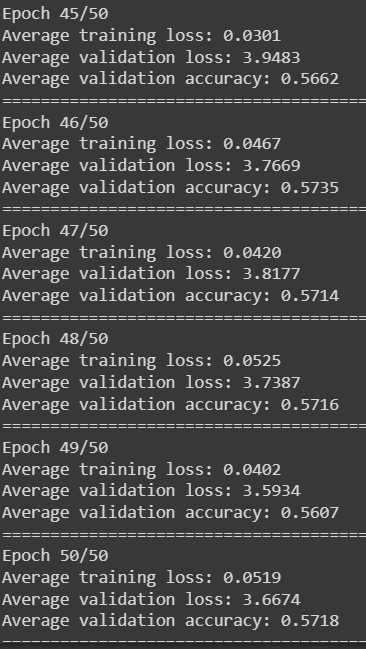 Epoch 45/50
Average training loss: 0.0301
Average validation loss: 3.9483
Average validation accuracy: 0.5662
======================================
Epoch 46/50
Average training loss: 0.0467
Average validation loss: 3.7669
Average validation accuracy: 0.5735
======================================
Epoch 47/50
Average training loss: 0.0420
Average validation loss: 3.8177
Average validation accuracy: 0.5714
======================================
Epoch 48/50
Average training loss: 0.0525
Average validation loss: 3.7387
Average validation accuracy: 0.5716
======================================
Epoch 49/50
Average training loss: 0.0402
Average validation loss: 3.5934
Average validation accuracy: 0.5607
======================================
Epoch 50/50
Average training loss: 0.0519
Average validation loss: 3.6674
Average validation accuracy: 0.5718